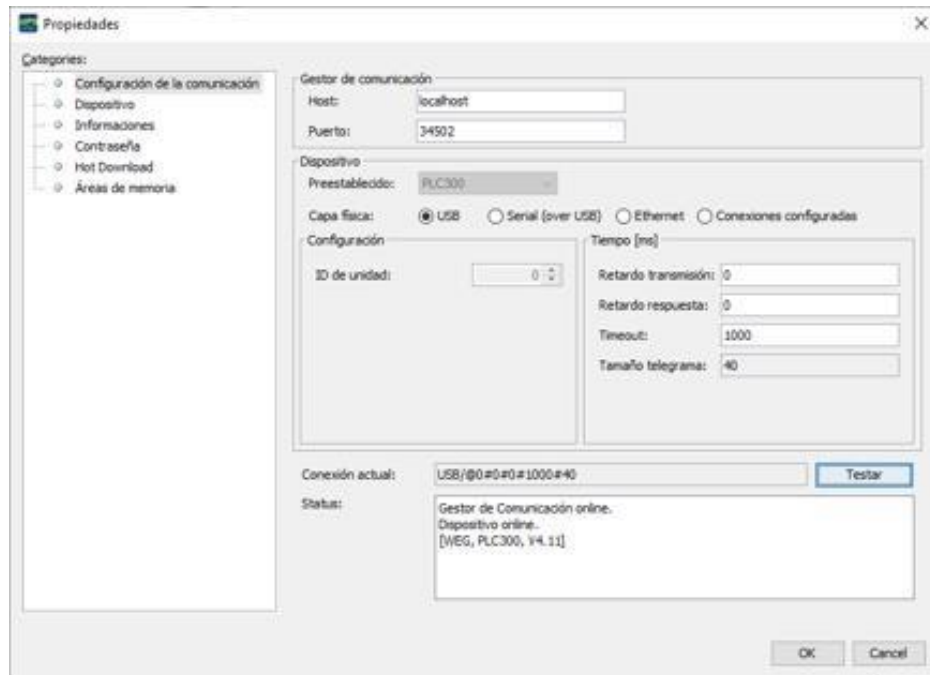 Propiedades
Categories:
Configuración de la comunicación
Dispositivo
Informaciones
Contraseña
Hot Download
Áreas de memoria
Gestor de comunicación
Host: localhost
Puerto: 34502
Dispositivo
Preestablecido: PLC300
Capa física: USB Serial (over USB) Ethernet Conexiones configuradas
Configuración
ID de unidad: 0
Tiempo [ms]
Retardo transmisión: 0
Retardo respuesta: 0
Timeout: 1000
Tamaño telegrama: 40
Conexión actual: USB/@0#0#0#1000#40 Testar
Status:
Gestor de Comunicación online.
Dispositivo online.
[WEG, PLC300, V4.11]
OK Cancel